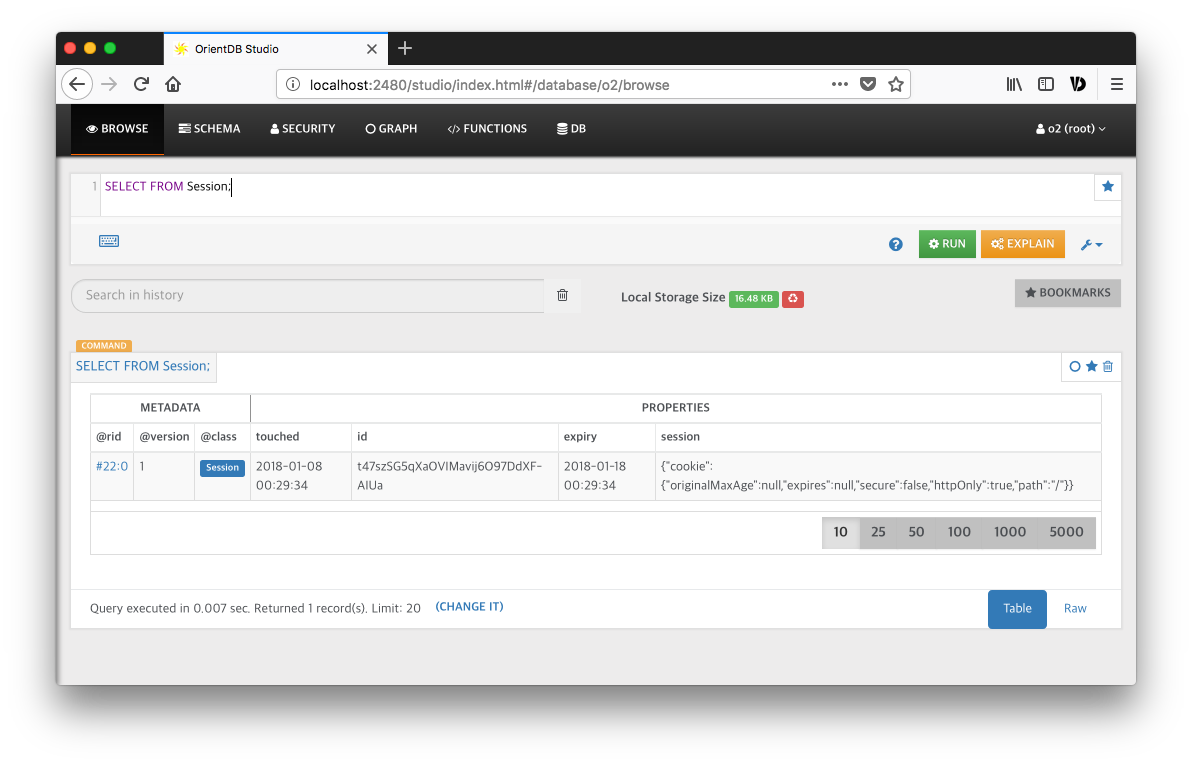 OrientDB Studio
localhost:2480/studio/index.html#/database/o2/browse
BROWSE SCHEMA SECURITY GRAPH </> FUNCTIONS DB o2 (root)
1 SELECT FROM Session;
? RUN EXPLAIN
Search in history
Local Storage Size 16.48 KB
BOOKMARKS
COMMAND
SELECT FROM Session;
METADATA PROPERTIES
@rid @version @class touched id expiry session
#22:0 1 Session 2018-01-08 t47szSG5qXaOVIMavij6O97DdXF- 2018-01-18 {"cookie":
00:29:34 AIUa 00:29:34 {"originalMaxAge":null,"expires":null,"secure":false,"httpOnly":true,"path":"/"}}
10 25 50 100 1000 5000
Query executed in 0.007 sec. Returned 1 record(s). Limit: 20 (CHANGE IT)
Table Raw